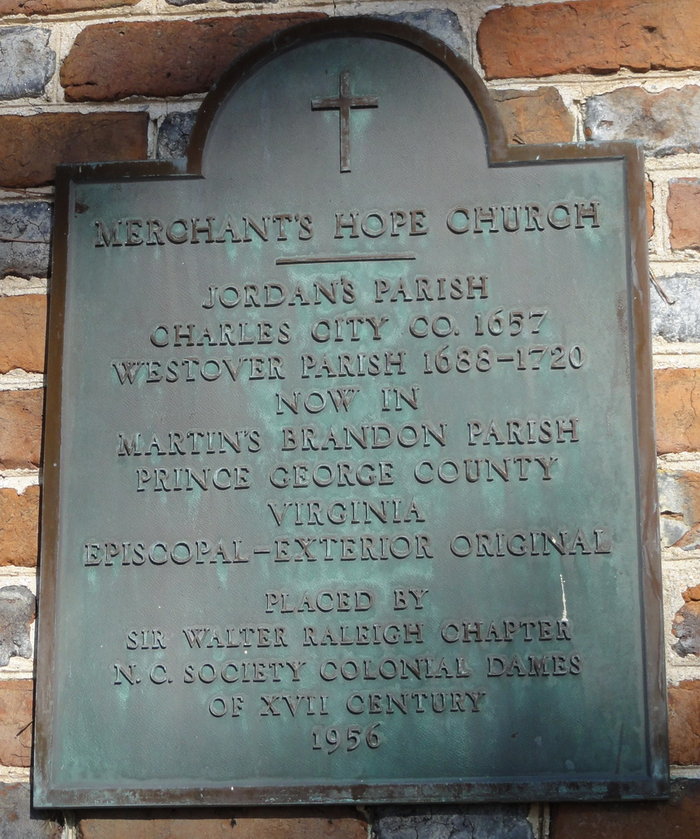 MERCHANT'S HOPE CHURCH
JORDAN'S PARISH
CHARLES CITY CO. 1657
WESTOVER PARISH 1688-1720
NOW IN
MARTIN'S BRANDON PARISH
PRINCE GEORGE COUNTY
VIRGINIA
EPISCOPAL-EXTERIOR ORIGINAL
PLACED BY
SIR WALTER RALEIGH CHAPTER
N. C. SOCIETY COLONIAL DAMES
OF XVII CENTURY
1956